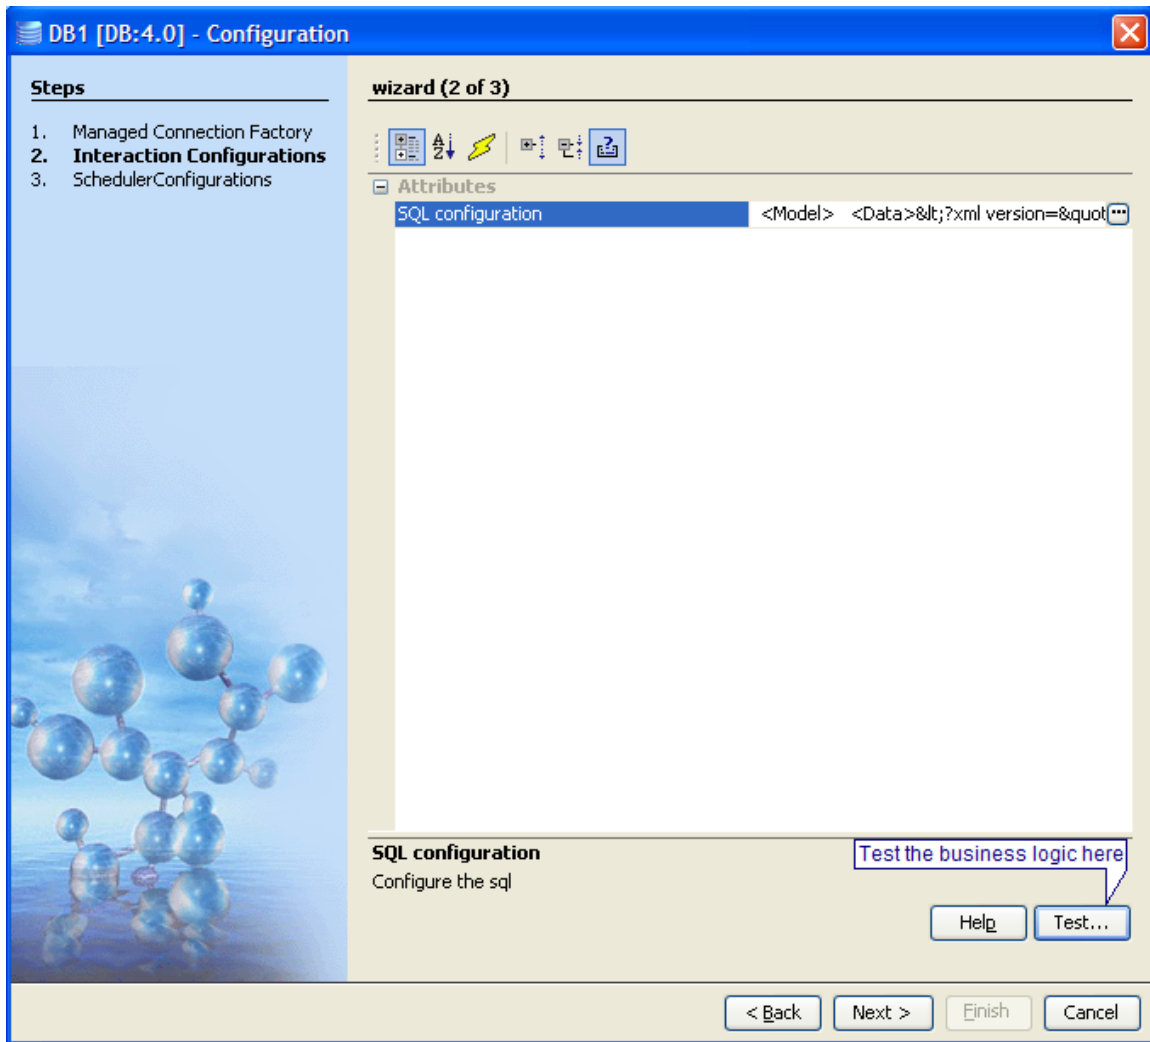 DB1 [DB:4.0] - Configuration
Steps
1. Managed Connection Factory
2. Interaction Configurations
3. SchedulerConfigurations
wizard (2 of 3)
Attributes
SQL configuration <Model> <Data>&lt;?xml version=&quot
SQL configuration
Configure the sql
Test the business logic here
Help Test...
< Back Next > Finish Cancel